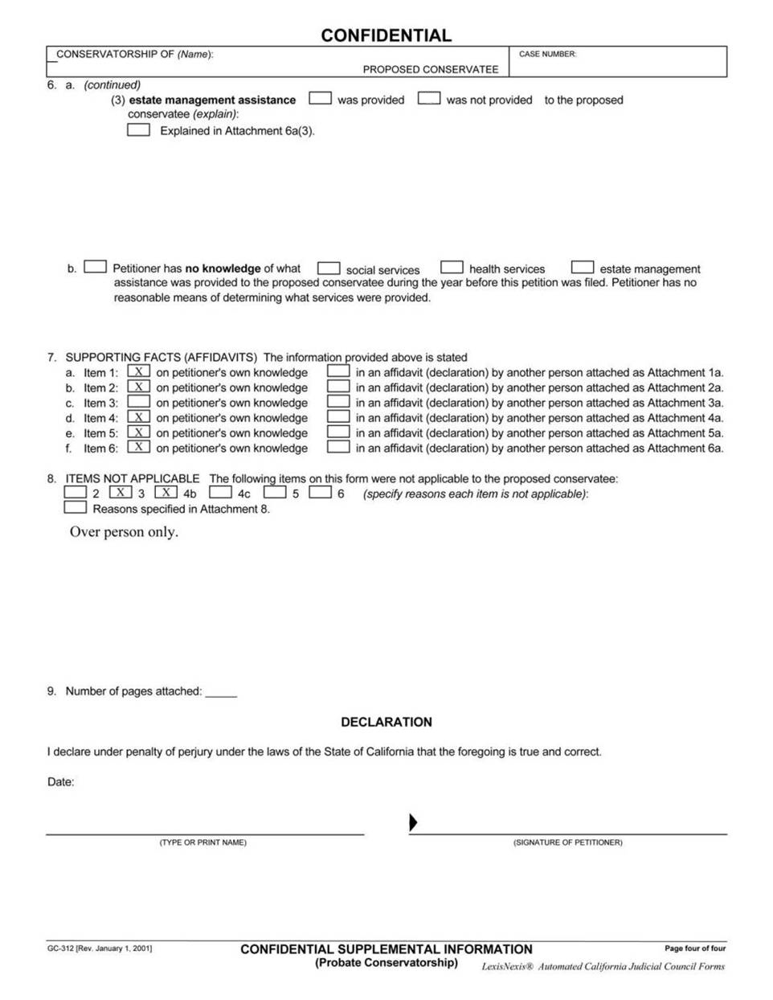 CONFIDENTIAL
CONSERVATORSHIP OF (Name):
CASE NUMBER:
PROPOSED CONSERVATEE
6. a. (continued)
(3) estate management assistance was provided was not provided to the proposed
conservatee (explain):
Explained in Attachment 6a(3).
b. Petitioner has no knowledge of what social services health services estate management
assistance was provided to the proposed conservatee during the year before this petition was filed. Petitioner has no
reasonable means of determining what services were provided.
7. SUPPORTING FACTS (AFFIDAVITS) The information provided above is stated
a. Item 1: X on petitioner's own knowledge in an affidavit (declaration) by another person attached as Attachment 1a.
b. Item 2: X on petitioner's own knowledge in an affidavit (declaration) by another person attached as Attachment 2a.
c. Item 3: on petitioner's own knowledge in an affidavit (declaration) by another person attached as Attachment 3a.
d. Item 4: X on petitioner's own knowledge in an affidavit (declaration) by another person attached as Attachment 4a.
e. Item 5: X on petitioner's own knowledge in an affidavit (declaration) by another person attached as Attachment 5a.
f. Item 6: X on petitioner's own knowledge in an affidavit (declaration) by another person attached as Attachment 6a.
8. ITEMS NOT APPLICABLE The following items on this form were not applicable to the proposed conservatee:
2 X 3 X 4b 4c 5 6 (specify reasons each item is not applicable):
Reasons specified in Attachment 8.
Over person only.
9. Number of pages attached: _____
DECLARATION
I declare under penalty of perjury under the laws of the State of California that the foregoing is true and correct.
Date:
(TYPE OR PRINT NAME) (SIGNATURE OF PETITIONER)
GC-312 [Rev. January 1, 2001] CONFIDENTIAL SUPPLEMENTAL INFORMATION Page four of four
(Probate Conservatorship) LexisNexis® Automated California Judicial Council Forms